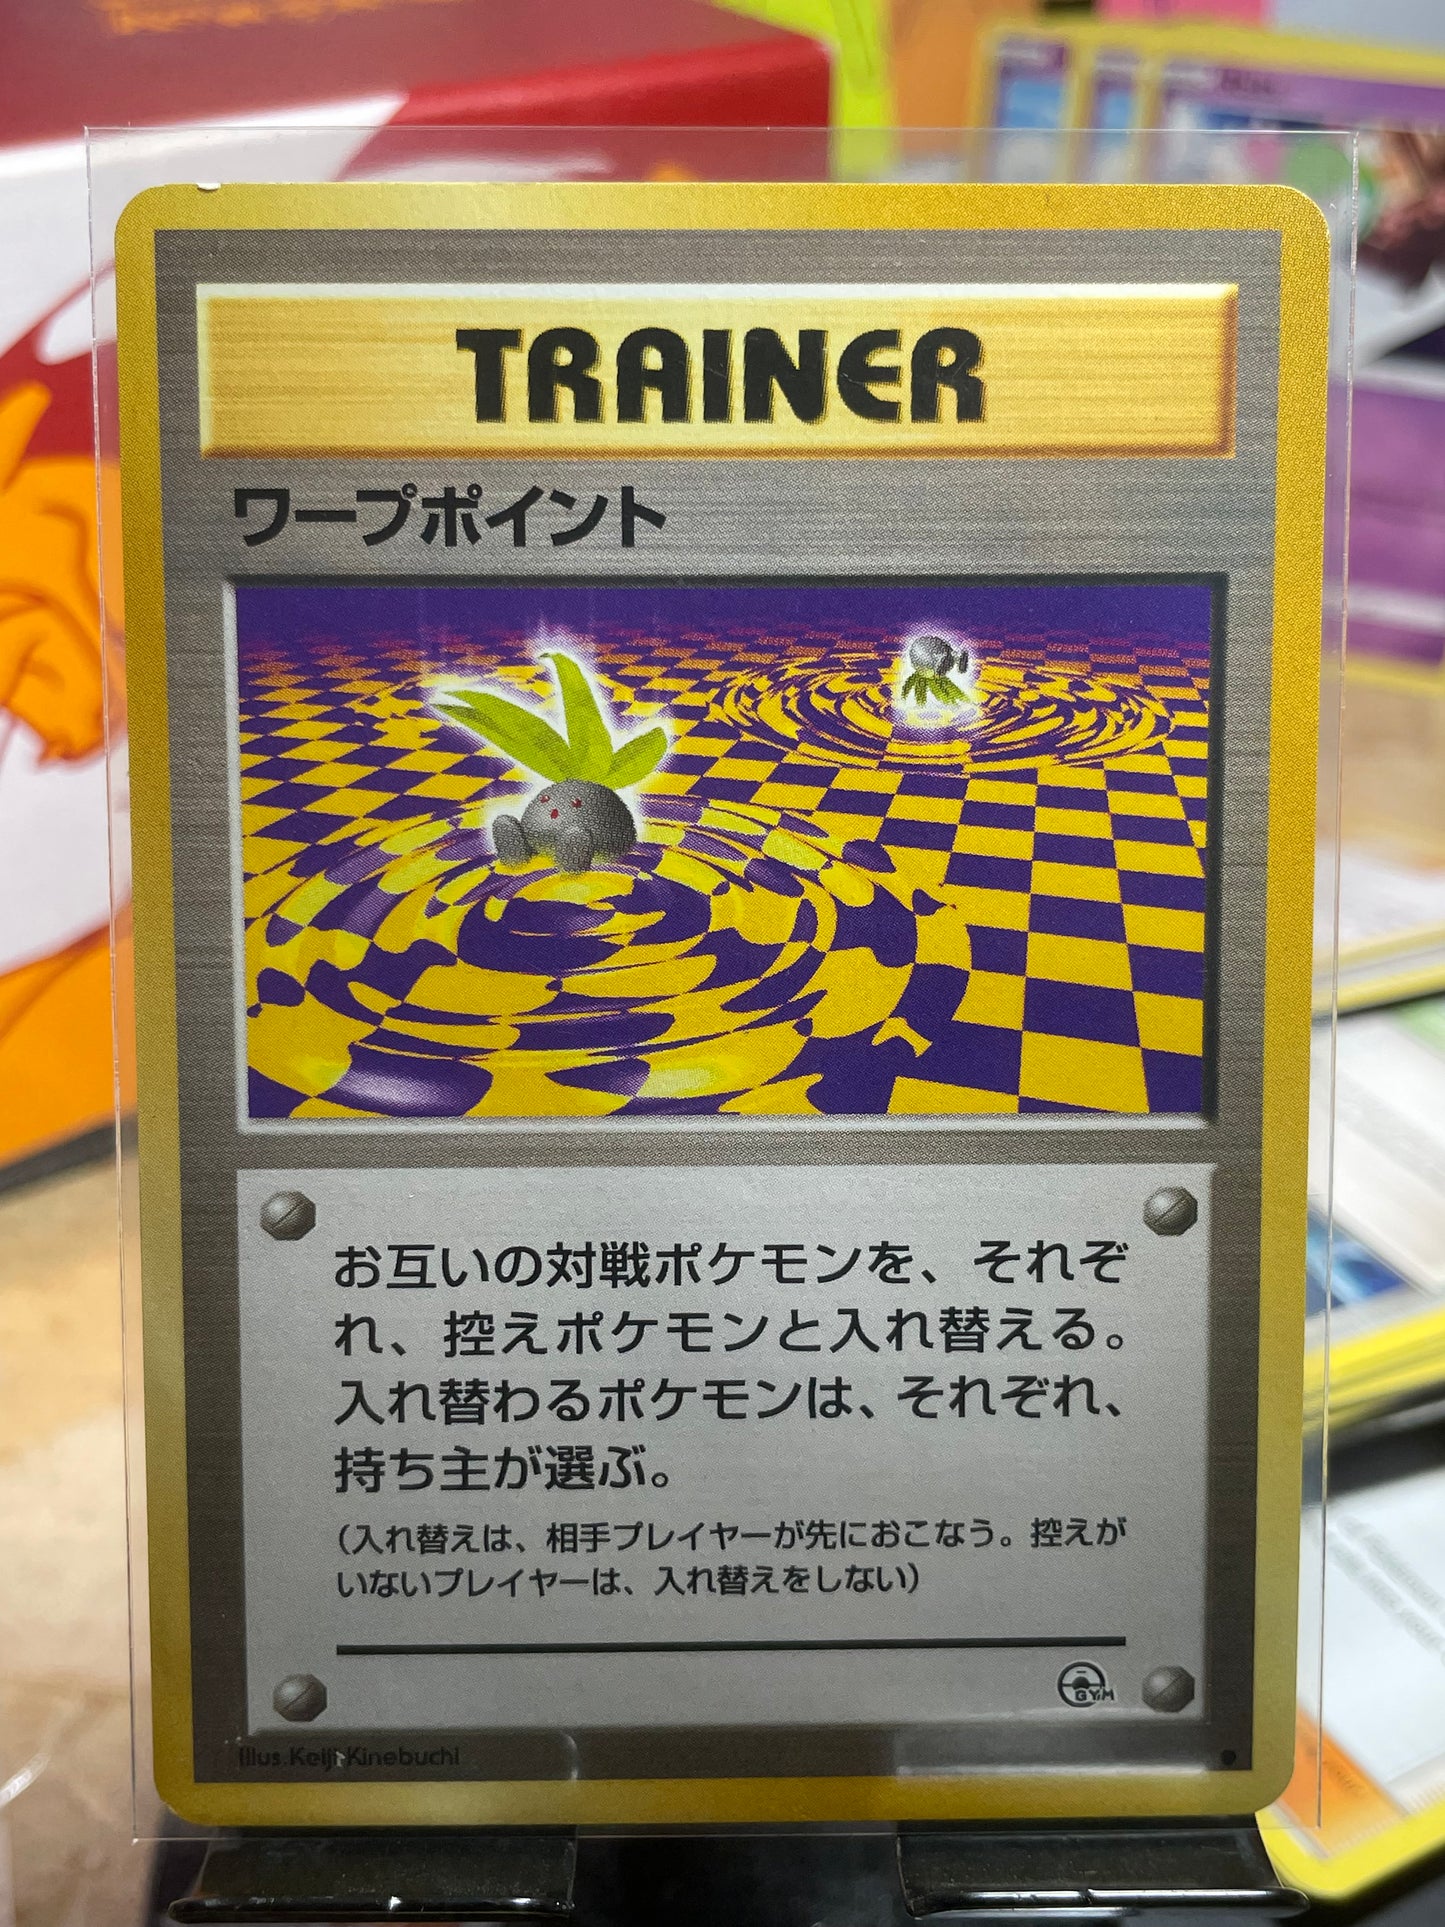 TRAINER
ワープポイント
お互いの対戦ポケモンを、それぞ
れ、控えポケモンと入れ替える。
入れ替わるポケモンは、それぞれ、
持ち主が選ぶ。
（入れ替えは、相手プレイヤーが先におこなう。控えが
いないプレイヤーは、入れ替えをしない）
GYM
Illus. Keiji Kinebuchi